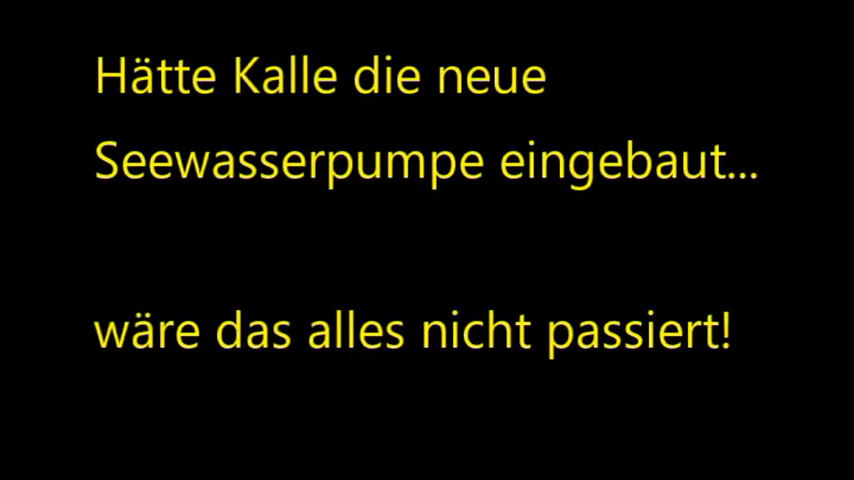 Hätte Kalle die neue
Seewasserpumpe eingebaut...
wäre das alles nicht passiert!